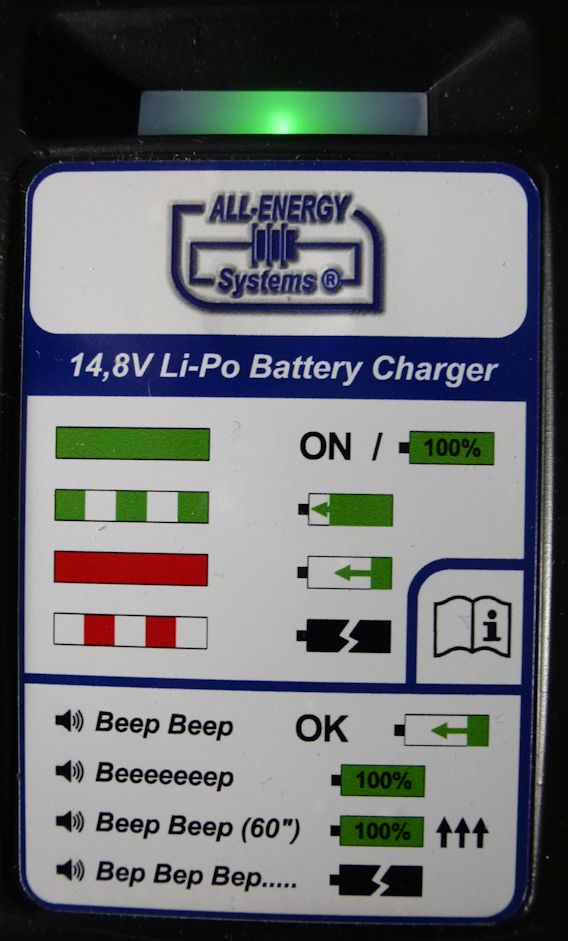 ALL-ENERGY
Systems ®
14,8V Li-Po Battery Charger
ON / 100%
i
Beep Beep OK
Beeeeeeep 100%
Beep Beep (60") 100%
Bep Bep Bep.....